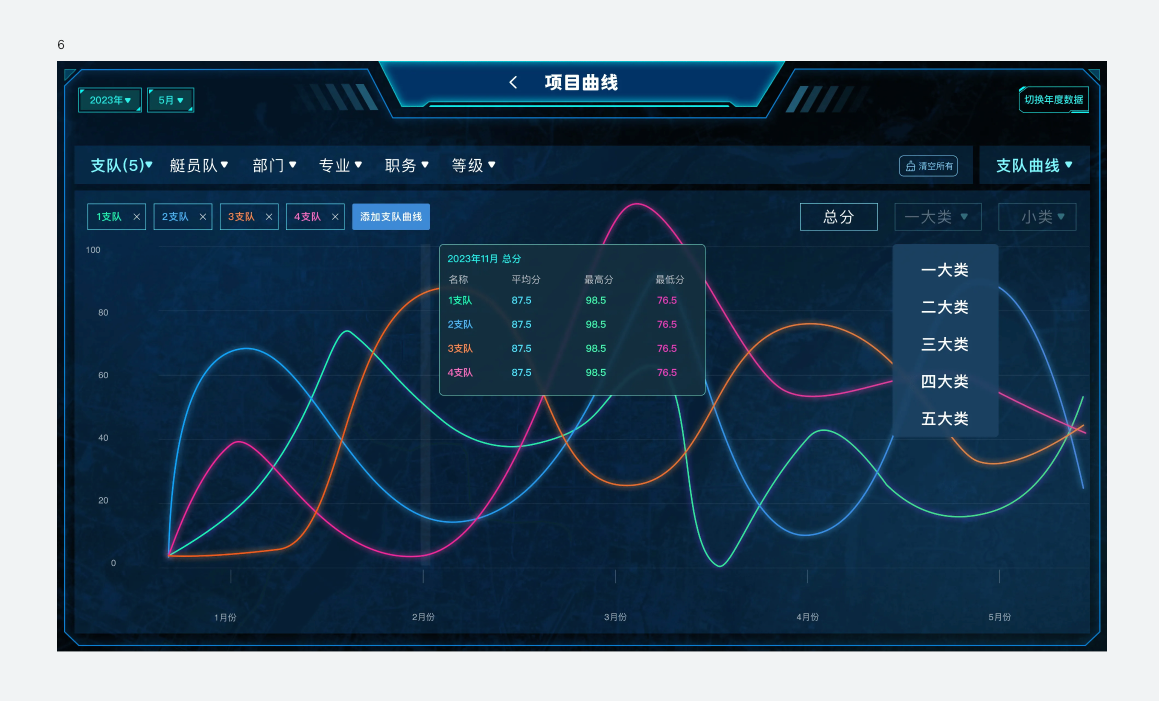 6
项目曲线
2023年 5月
切换年度数据
支队(5) 艇员队 部门 专业 职务 等级 清空所有 支队曲线
1支队 × 2支队 × 3支队 × 4支队 × 添加支队曲线 总分 一大类 小类
2023年11月 总分
名称 平均分 最高分 最低分
1支队 87.5 98.5 76.5
2支队 87.5 98.5 76.5
3支队 87.5 98.5 76.5
4支队 87.5 98.5 76.5
一大类
二大类
三大类
四大类
五大类
100
80
60
40
20
0
1月份 2月份 3月份 4月份 5月份